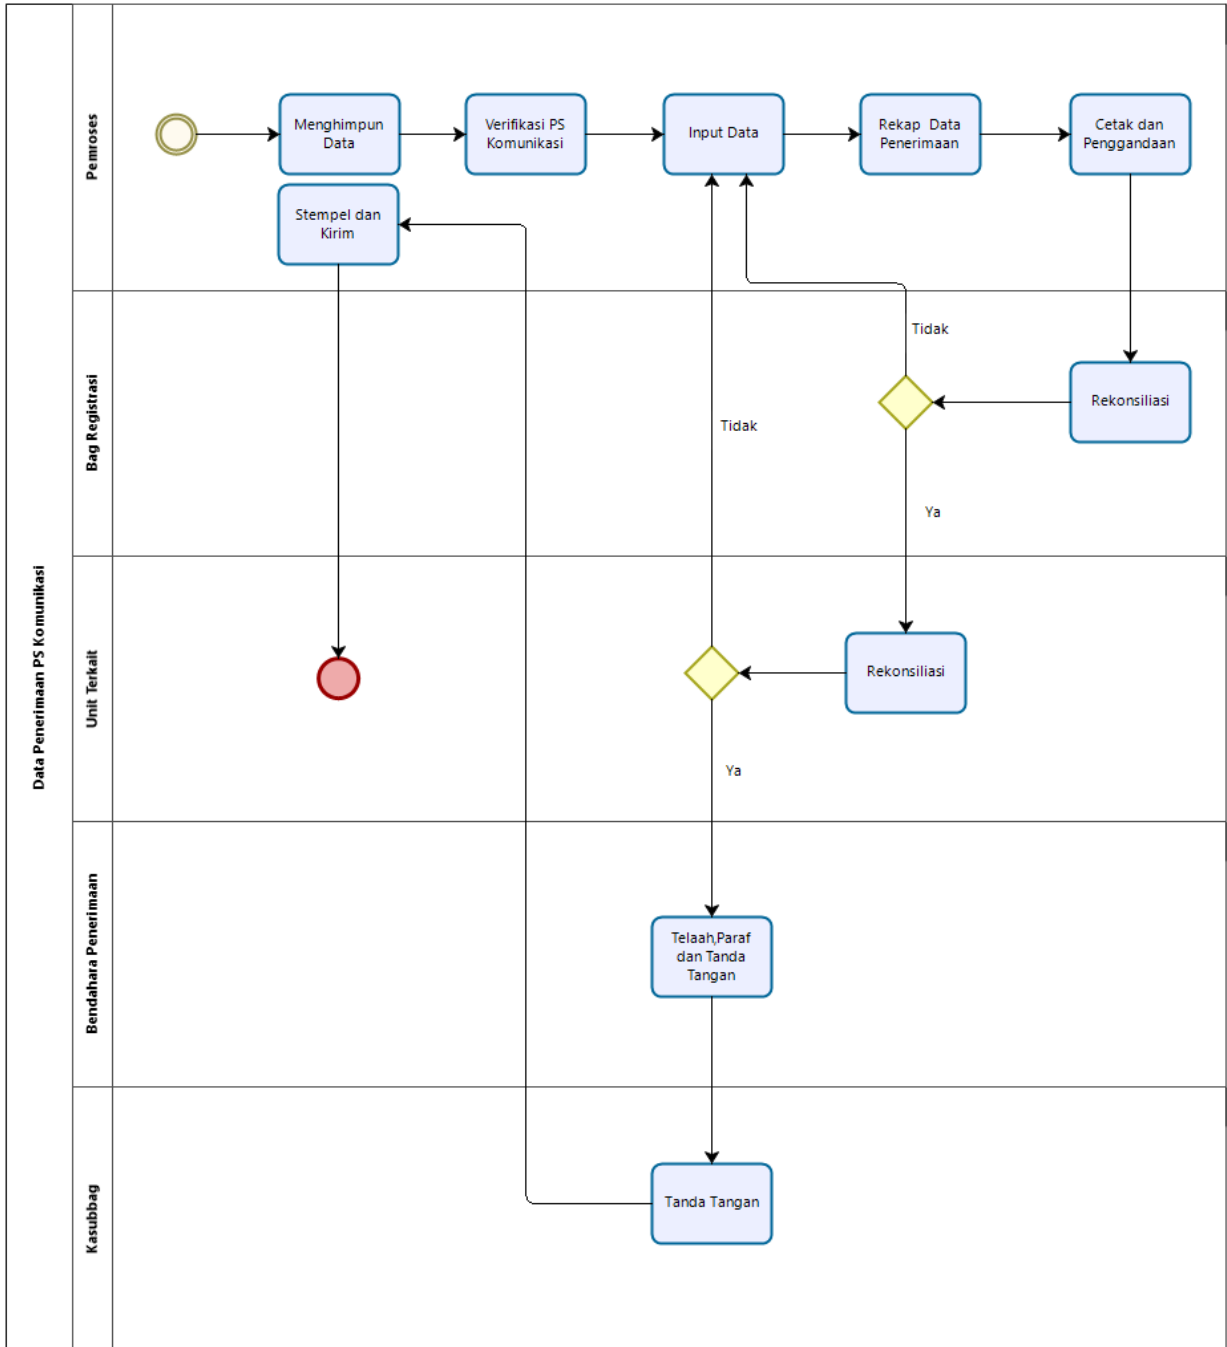 Data Penerimaan PS Komunikasi
Pemroses
Menghimpun
Data
Verifikasi PS
Komunikasi
Input Data
Rekap  Data
Penerimaan
Cetak dan
Penggandaan
Stempel dan
Kirim
Bag Registrasi
Tidak
Rekonsiliasi
Tidak
Ya
Unit Terkait
Rekonsiliasi
Ya
Bendahara Penerimaan
Telaah,Paraf
dan Tanda
Tangan
Kasubbag
Tanda Tangan